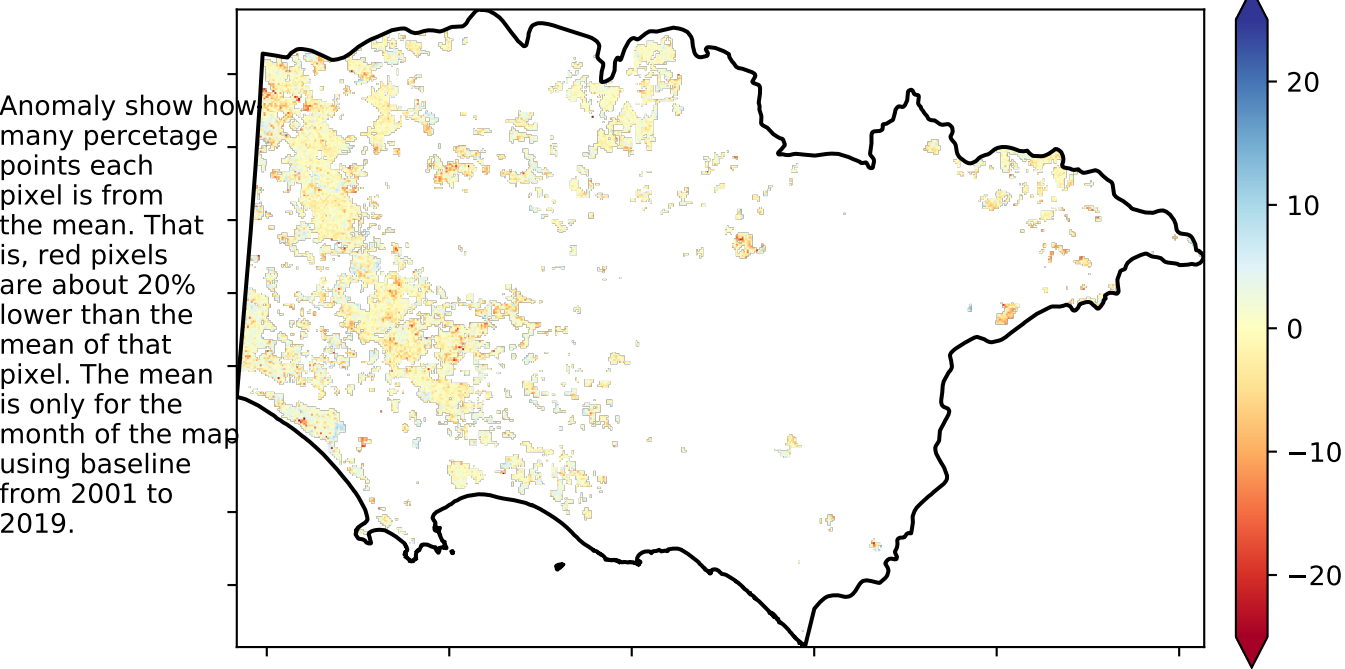 Anomaly show how
many percetage
points each
pixel is from
the mean. That
is, red pixels
are about 20%
lower than the
mean of that
pixel. The mean
is only for the
month of the map
using baseline
from 2001 to
2019.
20
10
0
−10
−20